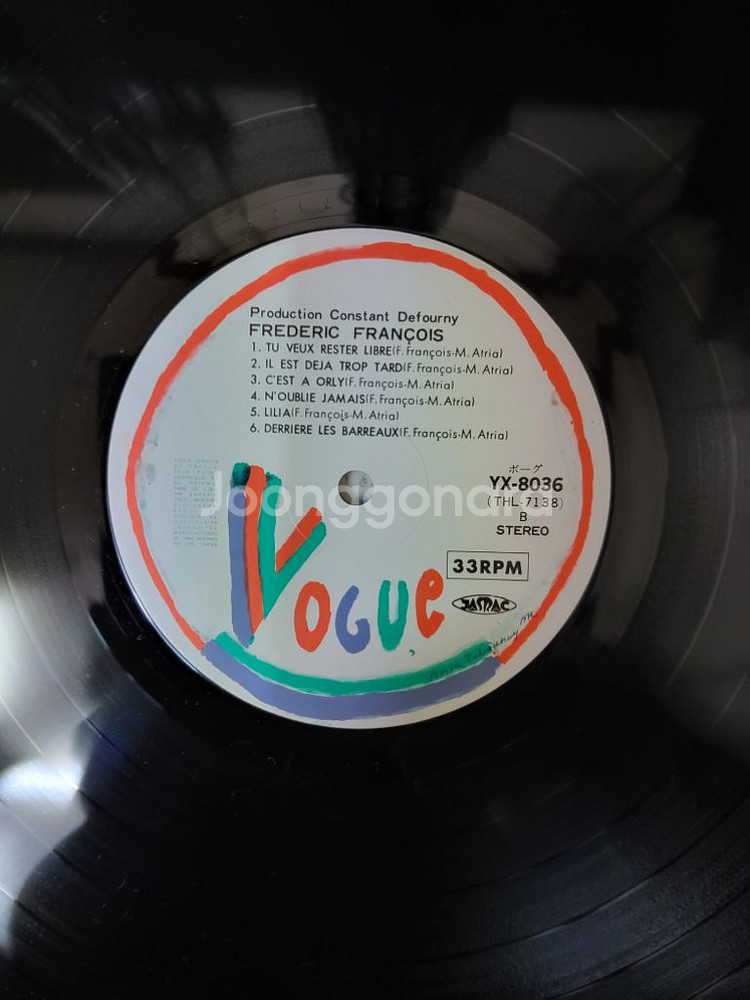 Production Constant Defourny
FREDERIC FRANÇOIS
1. TU VEUX RESTER LIBRE(F. François-M. Atria)
2. IL EST DEJA TROP TARD(F. François-M. Atria)
3. C'EST A ORLY(F. François-M. Atria)
4. N'OUBLIE JAMAIS(F. François-M. Atria)
5. LILIA(F. François-M. Atria)
6. DERRIERE LES BARREAUX(F. François-M. Atria)
ボーグ
YX-8036
(THL-7138)
B
STEREO
Joonggonara
33RPM
VOGUE
JASRAC